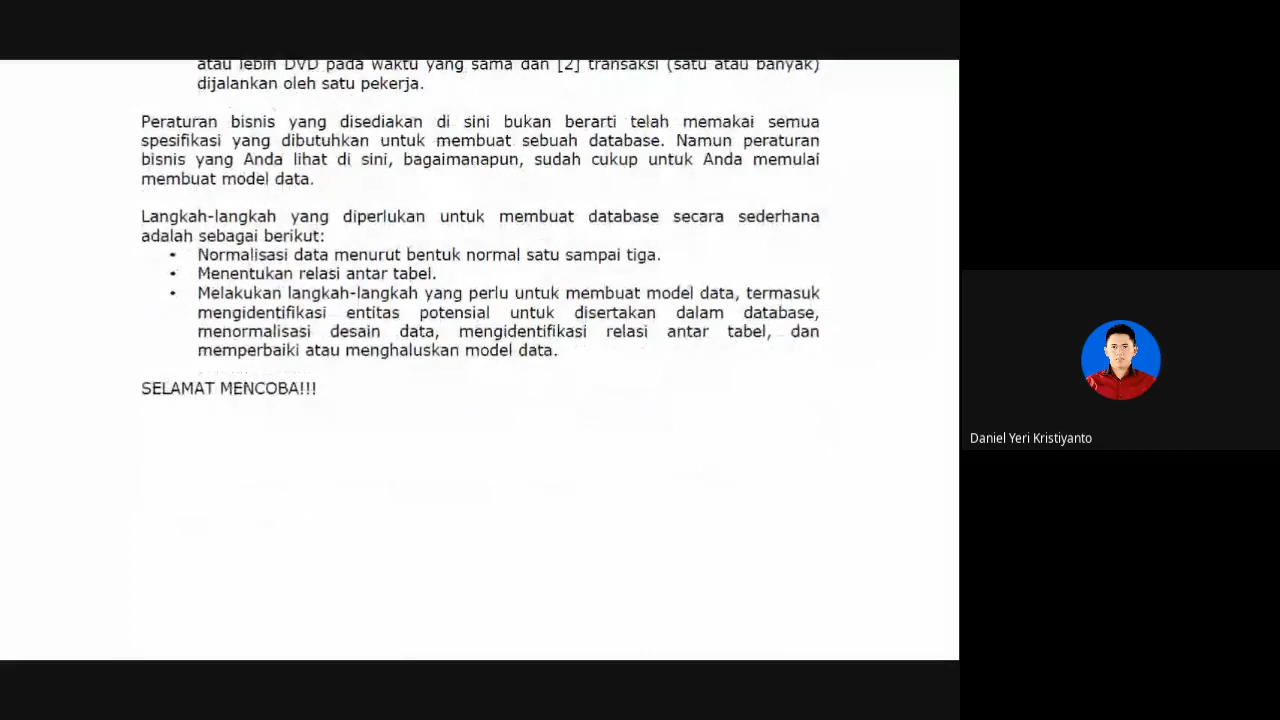 atau lebih DVD pada waktu yang sama dan [2] transaksi (satu atau banyak)
dijalankan oleh satu pekerja.
Peraturan bisnis yang disediakan di sini bukan berarti telah memakai semua
spesifikasi yang dibutuhkan untuk membuat sebuah database. Namun peraturan
bisnis yang Anda lihat di sini, bagaimanapun, sudah cukup untuk Anda memulai
membuat model data.
Langkah-langkah yang diperlukan untuk membuat database secara sederhana
adalah sebagai berikut:
• Normalisasi data menurut bentuk normal satu sampai tiga.
• Menentukan relasi antar tabel.
• Melakukan langkah-langkah yang perlu untuk membuat model data, termasuk
mengidentifikasi entitas potensial untuk disertakan dalam database,
menormalisasi desain data, mengidentifikasi relasi antar tabel, dan
memperbaiki atau menghaluskan model data.
SELAMAT MENCOBA!!!
Daniel Yeri Kristiyanto